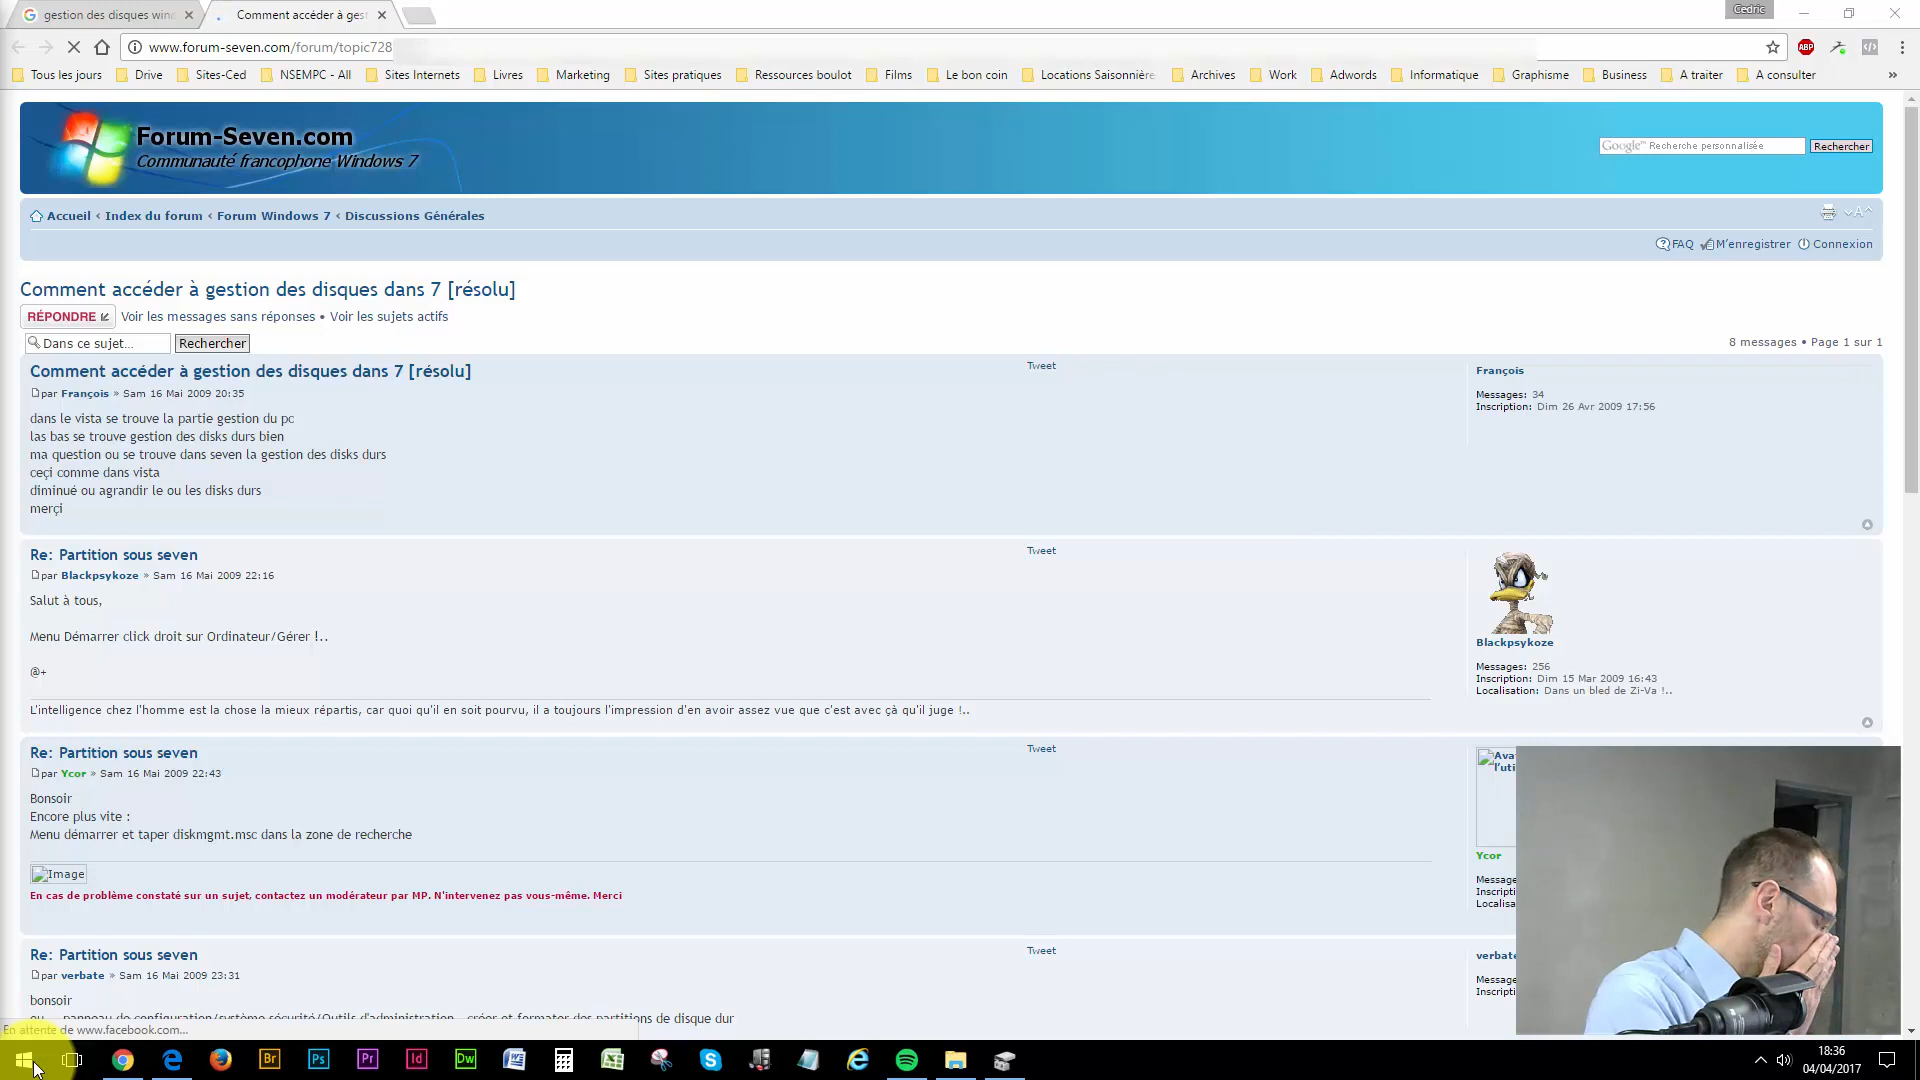 gestion des disques win
Comment accéder à ges
Cedric
www.forum-seven.com/forum/topic728
Tous les jours
Drive
Sites-Ced
NSEMPC - All
Sites Internets
Livres
Marketing
Sites pratiques
Ressources boulot
Films
Le bon coin
Locations Saisonnière
Archives
Work
Adwords
Informatique
Graphisme
Business
A traiter
A consulter
»
Forum-Seven.com
Communauté francophone Windows 7
Google Recherche personnalisée
Rechercher
Accueil ‹ Index du forum ‹ Forum Windows 7 ‹ Discussions Générales
FAQ M'enregistrer Connexion
Comment accéder à gestion des disques dans 7 [résolu]
RÉPONDRE Voir les messages sans réponses • Voir les sujets actifs
Dans ce sujet... Rechercher
8 messages • Page 1 sur 1
Comment accéder à gestion des disques dans 7 [résolu]
Tweet
par François » Sam 16 Mai 2009 20:35
dans le vista se trouve la partie gestion du pc
las bas se trouve gestion des disks durs bien
ma question ou se trouve dans seven la gestion des disks durs
ceçi comme dans vista
diminué ou agrandir le ou les disks durs
merçi
François
Messages: 34
Inscription: Dim 26 Avr 2009 17:56
Re: Partition sous seven
Tweet
par Blackpsykoze » Sam 16 Mai 2009 22:16
Salut à tous,
Menu Démarrer click droit sur Ordinateur/Gérer !..
@+
L'intelligence chez l'homme est la chose la mieux répartis, car quoi qu'il en soit pourvu, il a toujours l'impression d'en avoir assez vue que c'est avec çà qu'il juge !..
Blackpsykoze
Messages: 256
Inscription: Dim 15 Mar 2009 16:43
Localisation: Dans un bled de Zi-Va !..
Re: Partition sous seven
Tweet
par Ycor » Sam 16 Mai 2009 22:43
Bonsoir
Encore plus vite :
Menu démarrer et taper diskmgmt.msc dans la zone de recherche
Image
En cas de problème constaté sur un sujet, contactez un modérateur par MP. N'intervenez pas vous-même. Merci
Ava
l'uti
Ycor
Message
Inscripti
Localisa
Re: Partition sous seven
Tweet
par verbate » Sam 16 Mai 2009 23:31
bonsoir
verbate
Message
Inscripti
partitions de disque dur
En attente de www.facebook.com...
Br
Ps
Pr
Id
Dw
18:36
04/04/2017